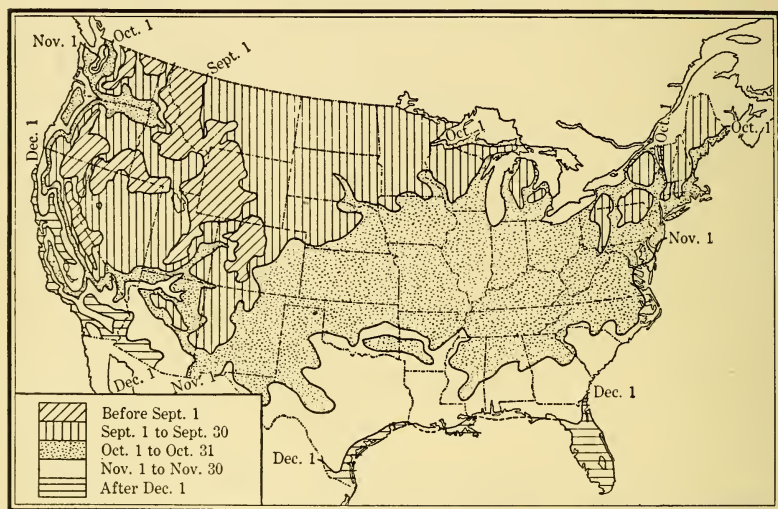 Nov. 1
Oct. 1
Sept. 1
Dec. 1
Oct. 1
Oct. 1
Oct. 1
Nov. 1
Dec. 1
Nov. 1
Dec. 1
Dec. 1
Before Sept. 1
Sept. 1 to Sept. 30
Oct. 1 to Oct. 31
Nov. 1 to Nov. 30
After Dec. 1